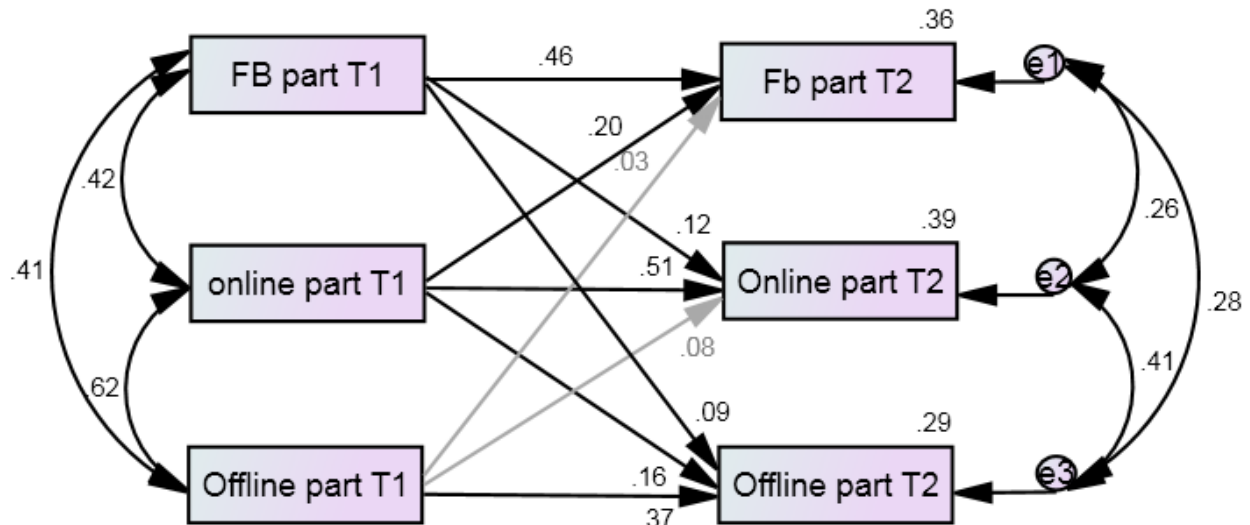 .36
FB part T1
.46
Fb part T2
e1
.20
.03
.42
.12
.39
.26
.41
online part T1
.51
Online part T2
e2
.28
.08
.62
.41
.09
.29
Offline part T1
.16
Offline part T2
e3
.37